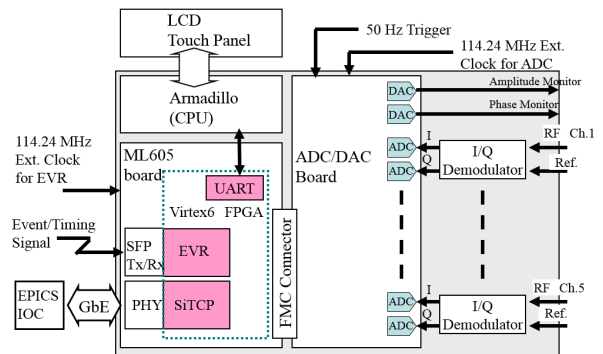 LCD
Touch Panel
50 Hz Trigger
114.24 MHz Ext.
Clock for ADC
Armadillo
(CPU)
DAC
Amplitude Monitor
DAC
Phase Monitor
114.24 MHz
Ext. Clock
for EVR
ML605
board
ADC/DAC
Board
ADC
I
I/Q
Demodulator
RF Ch.1
ADC
Q
Ref.
UART
Virtex6 FPGA
Event/Timing
Signal
SFP
Tx/Rx
EVR
FMC Connector
EPICS
IOC
GbE
PHY
SiTCP
ADC
I
I/Q
Demodulator
RF Ch.5
ADC
Q
Ref.